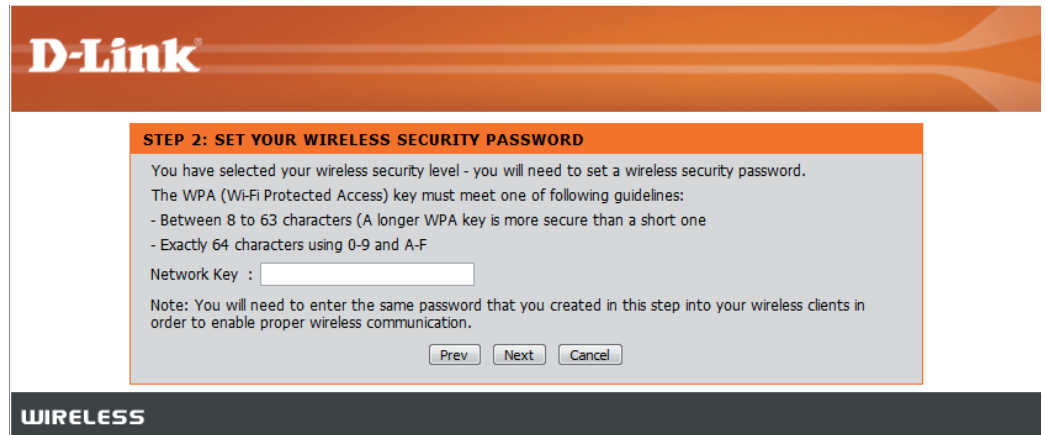 D-Link®
STEP 2: SET YOUR WIRELESS SECURITY PASSWORD
You have selected your wireless security level - you will need to set a wireless security password.
The WPA (Wi-Fi Protected Access) key must meet one of following guidelines:
- Between 8 to 63 characters (A longer WPA key is more secure than a short one
- Exactly 64 characters using 0-9 and A-F
Network Key :
Note: You will need to enter the same password that you created in this step into your wireless clients in
order to enable proper wireless communication.
Prev Next Cancel
WIRELESS